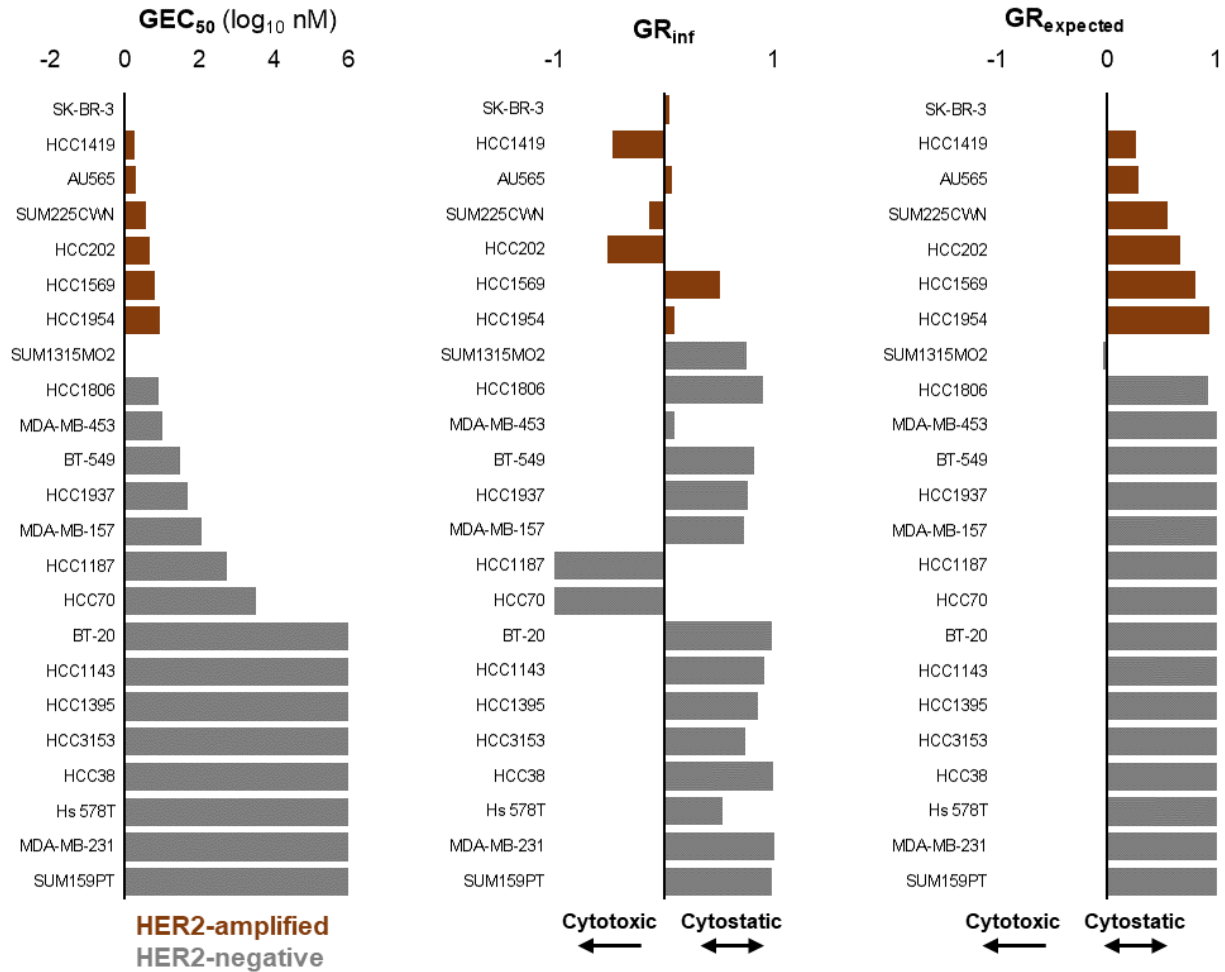 GEC50 (log10 nM)
-2 0 2 4 6
SK-BR-3
HCC1419
AU565
SUM225CWN
HCC202
HCC1569
HCC1954
SUM1315MO2
HCC1806
MDA-MB-453
BT-549
HCC1937
MDA-MB-157
HCC1187
HCC70
BT-20
HCC1143
HCC1395
HCC3153
HCC38
Hs 578T
MDA-MB-231
SUM159PT
HER2-amplified
HER2-negative
GRinf
-1 1
SK-BR-3
HCC1419
AU565
SUM225CWN
HCC202
HCC1569
HCC1954
SUM1315MO2
HCC1806
MDA-MB-453
BT-549
HCC1937
MDA-MB-157
HCC1187
HCC70
BT-20
HCC1143
HCC1395
HCC3153
HCC38
Hs 578T
MDA-MB-231
SUM159PT
Cytotoxic Cytostatic
GRexpected
-1 0 1
SK-BR-3
HCC1419
AU565
SUM225CWN
HCC202
HCC1569
HCC1954
SUM1315MO2
HCC1806
MDA-MB-453
BT-549
HCC1937
MDA-MB-157
HCC1187
HCC70
BT-20
HCC1143
HCC1395
HCC3153
HCC38
Hs 578T
MDA-MB-231
SUM159PT
Cytotoxic Cytostatic